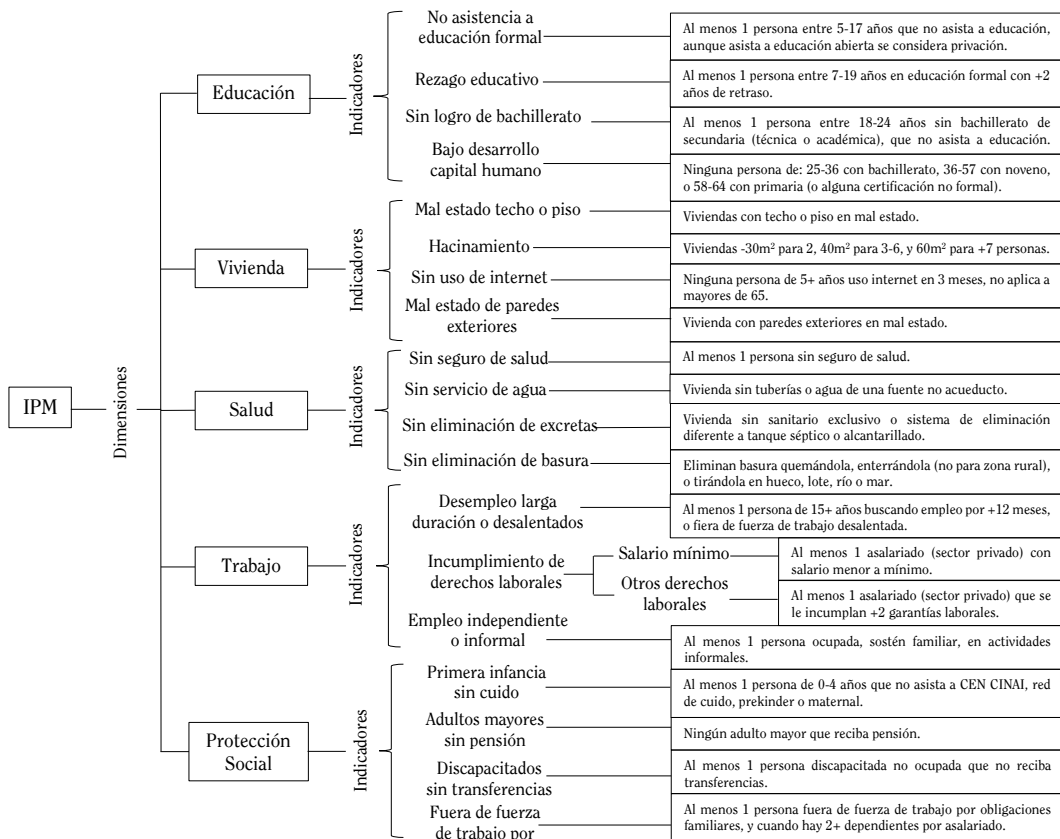 IPM
Dimensiones
Educación
Indicadores
No asistencia a
educación formal
Al menos 1 persona entre 5-17 años que no asista a educación,
aunque asista a educación abierta se considera privación.
Rezago educativo
Al menos 1 persona entre 7-19 años en educación formal con +2
años de retraso.
Sin logro de bachillerato
Al menos 1 persona entre 18-24 años sin bachillerato de
secundaria (técnica o académica), que no asista a educación.
Bajo desarrollo
capital humano
Ninguna persona de: 25-36 con bachillerato, 36-57 con noveno,
o 58-64 con primaria (o alguna certificación no formal).
Vivienda
Indicadores
Mal estado techo o piso
Viviendas con techo o piso en mal estado.
Hacinamiento
Viviendas -30m² para 2, 40m² para 3-6, y 60m² para +7 personas.
Sin uso de internet
Ninguna persona de 5+ años uso internet en 3 meses, no aplica a
mayores de 65.
Mal estado de paredes
exteriores
Vivienda con paredes exteriores en mal estado.
Salud
Indicadores
Sin seguro de salud
Al menos 1 persona sin seguro de salud.
Sin servicio de agua
Vivienda sin tuberías o agua de una fuente no acueducto.
Sin eliminación de excretas
Vivienda sin sanitario exclusivo o sistema de eliminación
diferente a tanque séptico o alcantarillado.
Sin eliminación de basura
Eliminan basura quemándola, enterrándola (no para zona rural),
o tirándola en hueco, lote, río o mar.
Trabajo
Indicadores
Desempleo larga
duración o desalentados
Al menos 1 persona de 15+ años buscando empleo por +12 meses,
o fiera de fuerza de trabajo desalentada.
Incumplimiento de
derechos laborales
Salario mínimo
Al menos 1 asalariado (sector privado) con
salario menor a mínimo.
Otros derechos
laborales
Al menos 1 asalariado (sector privado) que se
le incumplan +2 garantías laborales.
Empleo independiente
o informal
Al menos 1 persona ocupada, sostén familiar, en actividades
informales.
Protección
Social
Indicadores
Primera infancia
sin cuido
Al menos 1 persona de 0-4 años que no asista a CEN CINAI, red
de cuido, prekinder o maternal.
Adultos mayores
sin pensión
Ningún adulto mayor que reciba pensión.
Discapacitados
sin transferencias
Al menos 1 persona discapacitada no ocupada que no reciba
transferencias.
Fuera de fuerza
de trabajo por
Al menos 1 persona fuera de fuerza de trabajo por obligaciones
familiares, y cuando hay 2+ dependientes por asalariado.